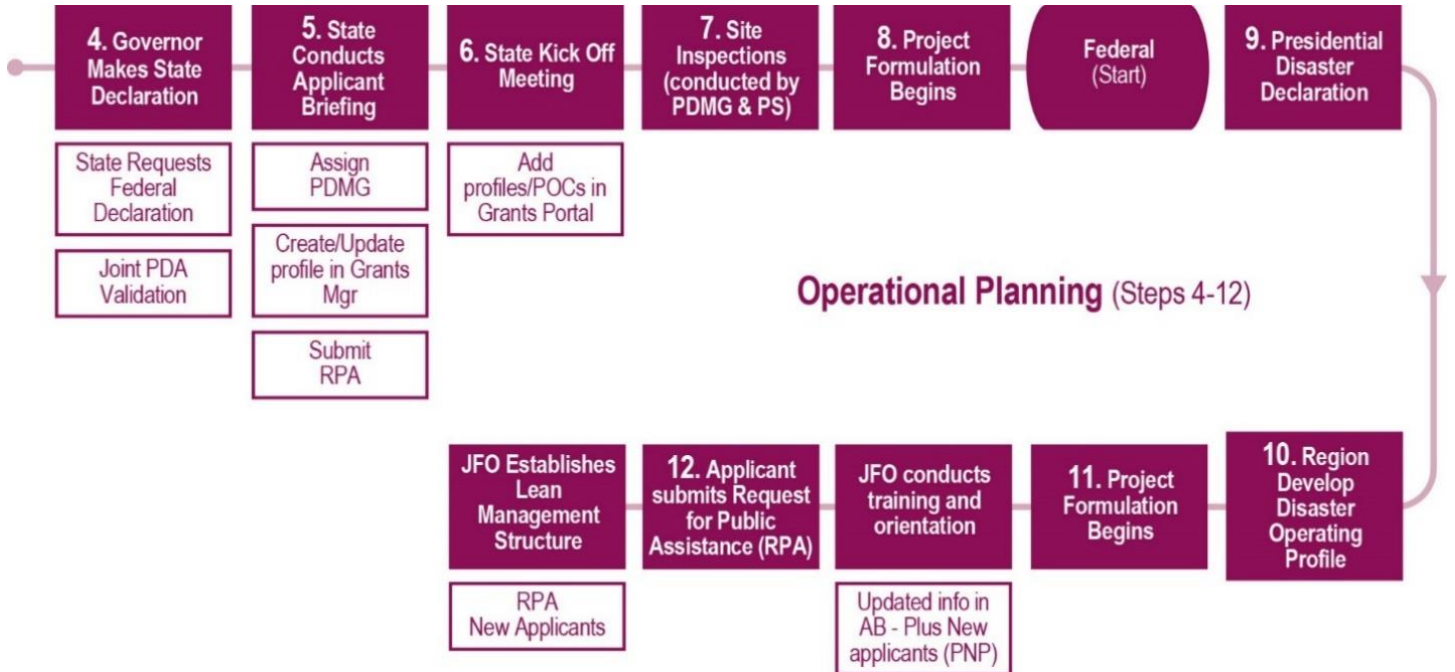 4. Governor
Makes State
Declaration
State Requests
Federal
Declaration
Joint PDA
Validation
5. State
Conducts
Applicant
Briefing
Assign
PDMG
Create/Update
profile in Grants
Mgr
Submit
RPA
6. State Kick Off
Meeting
Add
profiles/POCs in
Grants Portal
7. Site
Inspections
(conducted by
PDMG & PS)
8. Project
Formulation
Begins
Federal
(Start)
9. Presidential
Disaster
Declaration
Operational Planning (Steps 4-12)
10. Region
Develop
Disaster
Operating
Profile
11. Project
Formulation
Begins
JFO conducts
training and
orientation
Updated info in
AB - Plus New
applicants (PNP)
12. Applicant
submits Request
for Public
Assistance (RPA)
JFO Establishes
Lean
Management
Structure
RPA
New Applicants